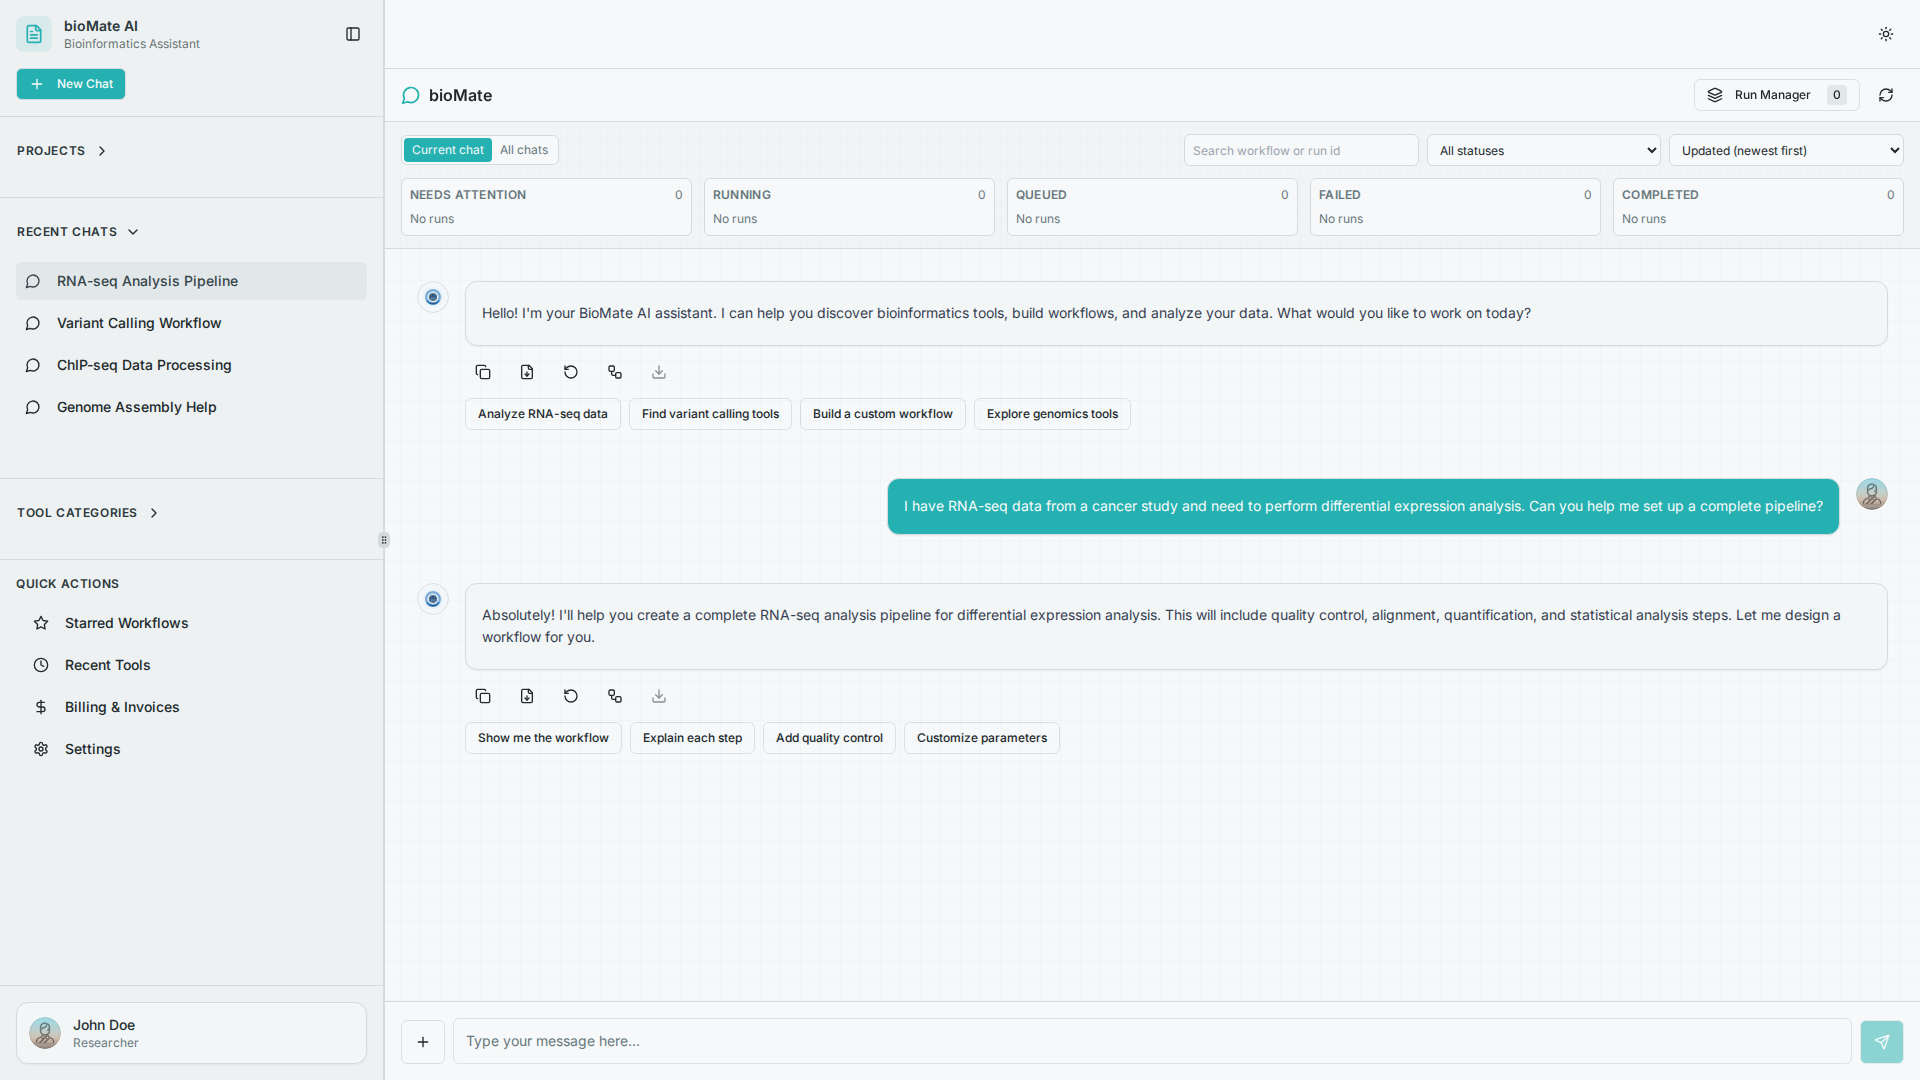 bioMate AI
Bioinformatics Assistant
New Chat
PROJECTS
RECENT CHATS
RNA-seq Analysis Pipeline
Variant Calling Workflow
ChIP-seq Data Processing
Genome Assembly Help
TOOL CATEGORIES
QUICK ACTIONS
Starred Workflows
Recent Tools
Billing & Invoices
Settings
John Doe
Researcher
bioMate
Run Manager 0
Current chat All chats
Search workflow or run id
All statuses
Updated (newest first)
NEEDS ATTENTION 0
No runs
RUNNING 0
No runs
QUEUED 0
No runs
FAILED 0
No runs
COMPLETED 0
No runs
Hello! I'm your BioMate AI assistant. I can help you discover bioinformatics tools, build workflows, and analyze your data. What would you like to work on today?
Analyze RNA-seq data
Find variant calling tools
Build a custom workflow
Explore genomics tools
I have RNA-seq data from a cancer study and need to perform differential expression analysis. Can you help me set up a complete pipeline?
Absolutely! I'll help you create a complete RNA-seq analysis pipeline for differential expression analysis. This will include quality control, alignment, quantification, and statistical analysis steps. Let me design a
workflow for you.
Show me the workflow
Explain each step
Add quality control
Customize parameters
Type your message here...